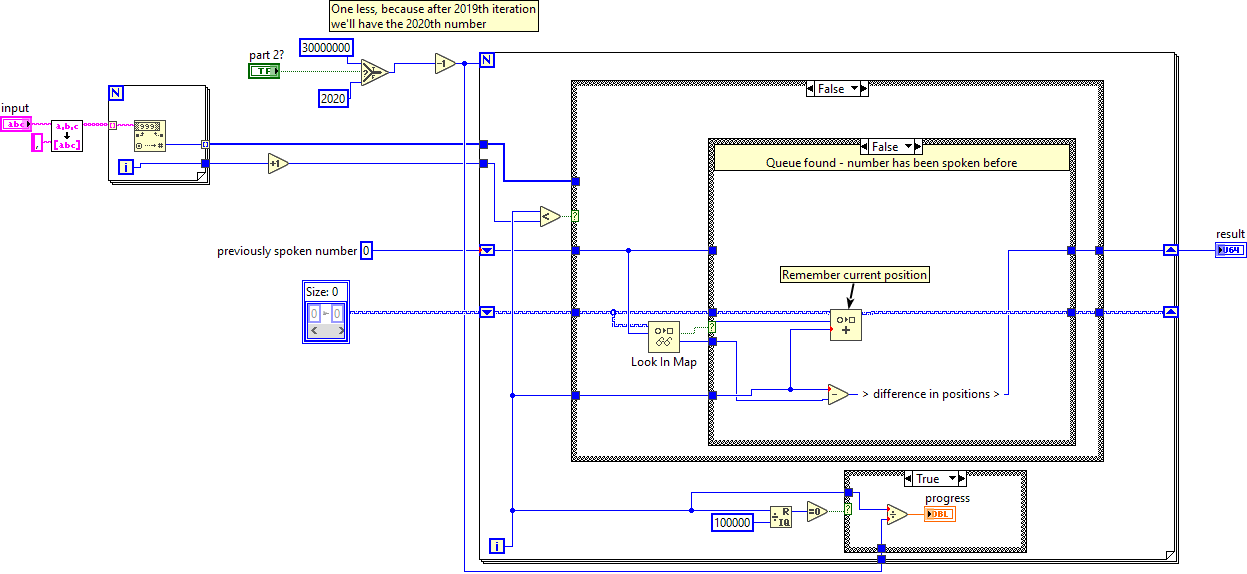 One less, because after 2019th iteration
we'll have the 2020th number
30000000
part 2?
TF
T
F
?
-1
N
2020
N
input
abc
,
a,b,c
[abc]
[]
999
#
[]
i
+1
False
False
Queue found - number has been spoken before
<
?
previously spoken number 0
result
U64
Remember current position
Size: 0
0
0
+
?
Look In Map
-
> difference in positions >
True
progress
DBL
100000
R
IQ
=0
?
÷
i